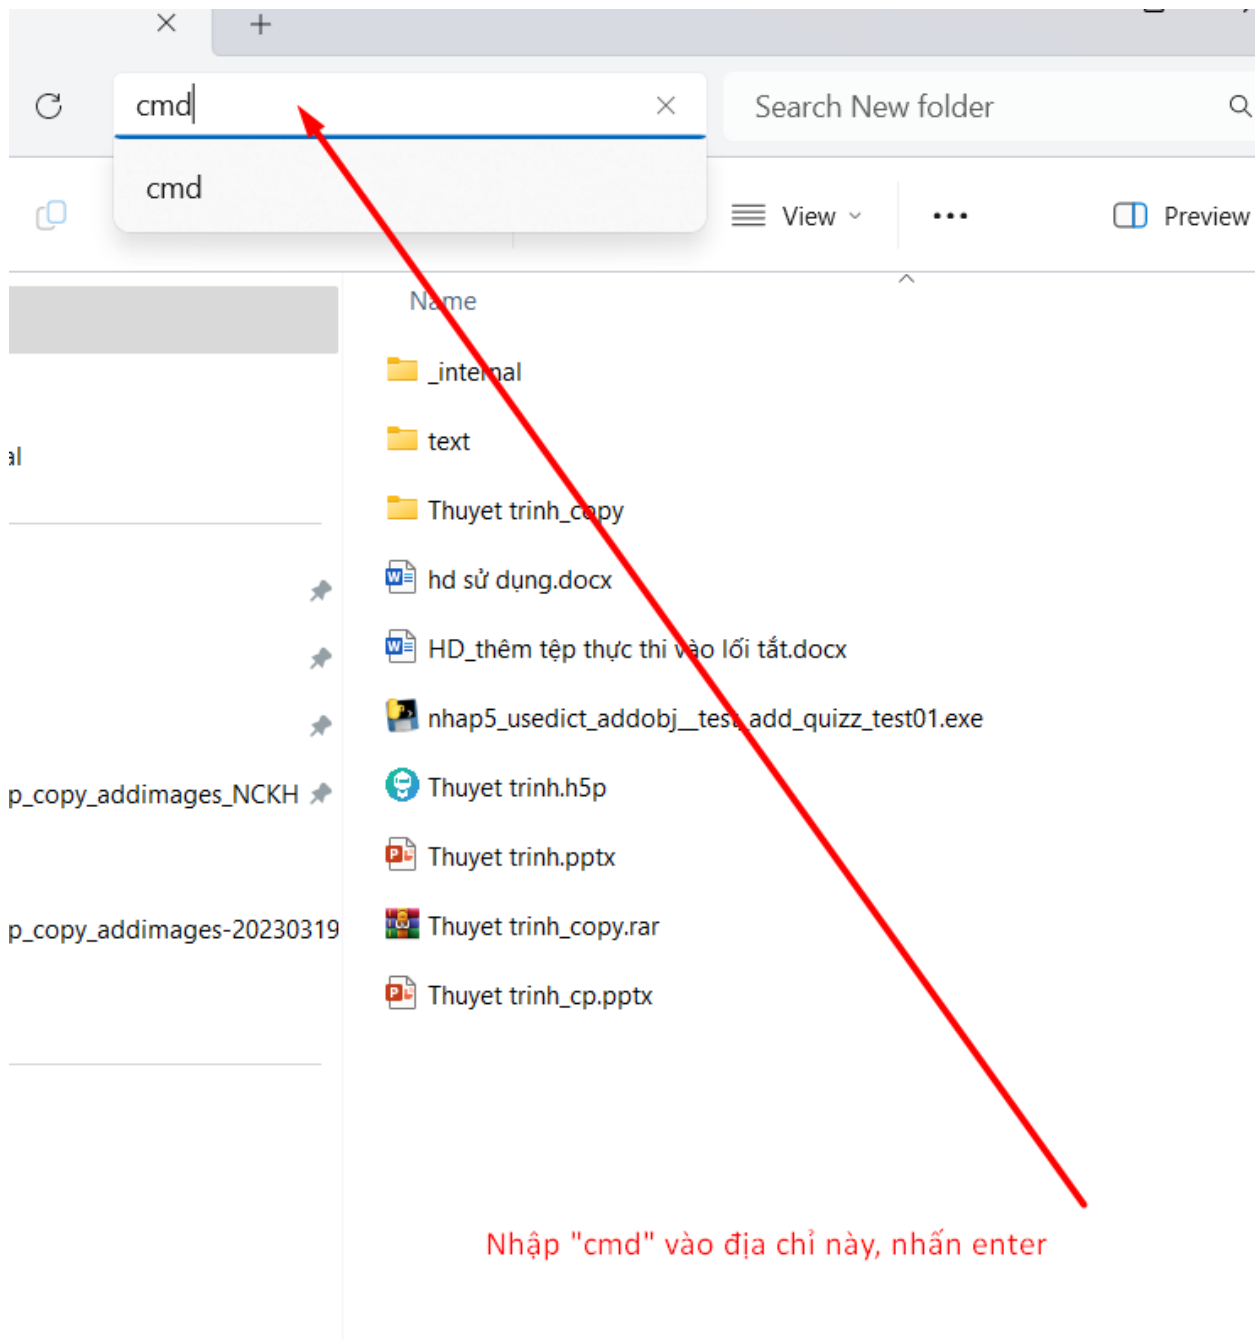 cmd
Search New folder
cmd
View
Preview
Name
_internal
text
al
Thuyet trinh_copy
hd sử dụng.docx
HD_thêm tệp thực thi vào lối tắt.docx
nhap5_usedict_addobj__test_add_quizz_test01.exe
p_copy_addimages_NCKH
Thuyet trinh.h5p
Thuyet trinh.pptx
p_copy_addimages-20230319
Thuyet trinh_copy.rar
Thuyet trinh_cp.pptx
Nhập "cmd" vào địa chỉ này, nhấn enter